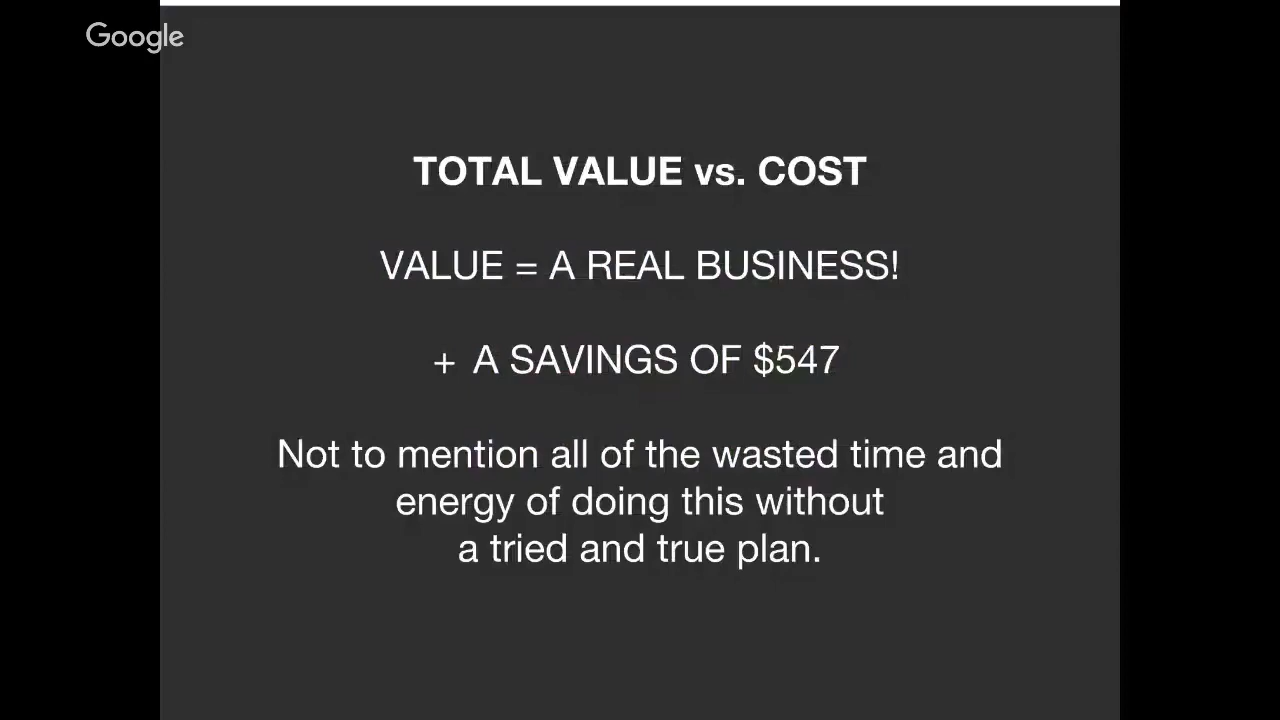 Google
TOTAL VALUE vs. COST
VALUE = A REAL BUSINESS!
+ A SAVINGS OF $547
Not to mention all of the wasted time and
energy of doing this without
a tried and true plan.